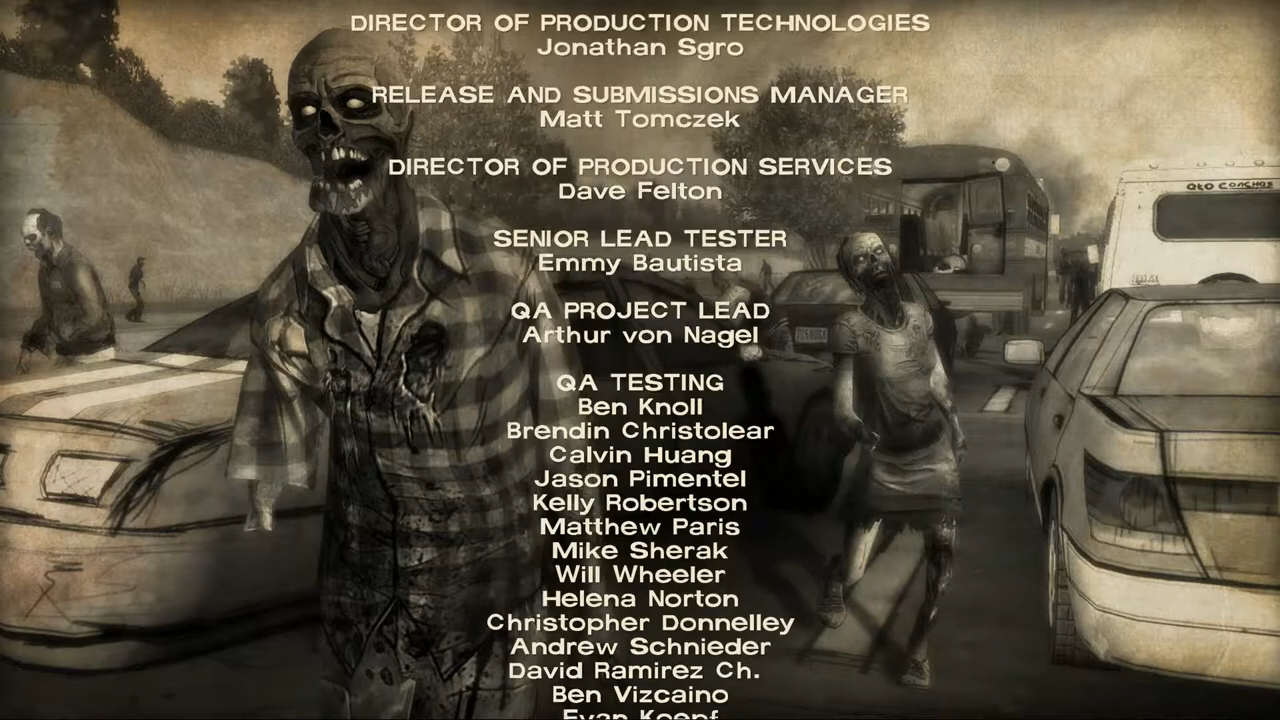 DIRECTOR OF PRODUCTION TECHNOLOGIES
Jonathan Sgro
RELEASE AND SUBMISSIONS MANAGER
Matt Tomczek
DIRECTOR OF PRODUCTION SERVICES
Dave Felton
SENIOR LEAD TESTER
Emmy Bautista
QA PROJECT LEAD
Arthur von Nagel
QA TESTING
Ben Knoll
Brendin Christolear
Calvin Huang
Jason Pimentel
Kelly Robertson
Matthew Paris
Mike Sherak
Will Wheeler
Helena Norton
Christopher Donnelley
Andrew Schnieder
David Ramirez Ch.
Ben Vizcaino
Evan Koepf